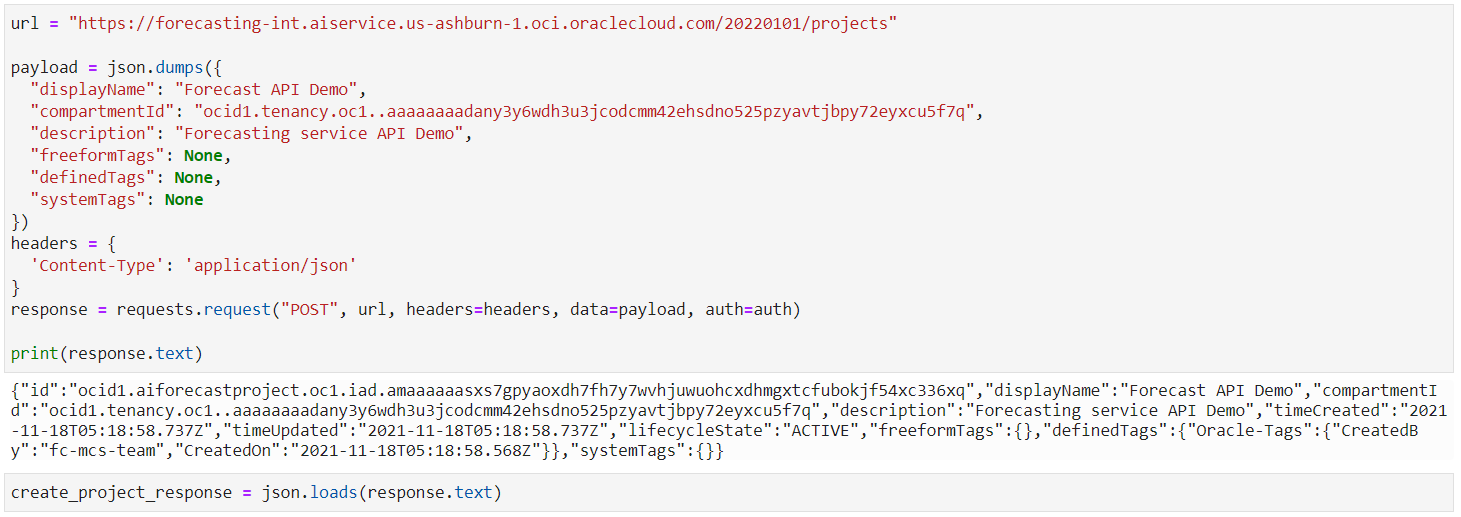 url = "https://forecasting-int.aiservice.us-ashburn-1.oci.oraclecloud.com/20220101/projects"
payload = json.dumps({
"displayName": "Forecast API Demo",
"compartmentId": "ocid1.tenancy.oc1..aaaaaaaadany3y6wdh3u3jcodcmm42ehsdno525pzyavtjbpy72eyxcu5f7q",
"description": "Forecasting service API Demo",
"freeformTags": None,
"definedTags": None,
"systemTags": None
})
headers = {
'Content-Type': 'application/json'
}
response = requests.request("POST", url, headers=headers, data=payload, auth=auth)
print(response.text)
{"id":"ocid1.aiforecastproject.oc1.iad.amaaaaaasxs7gpyaoxdh7fh7y7wvhjuwuohcxdhmgxtcfubokjf54xc336xq","displayName":"Forecast API Demo","compartmentI
d":"ocid1.tenancy.oc1..aaaaaaaadany3y6wdh3u3jcodcmm42ehsdno525pzyavtjbpy72eyxcu5f7q","description":"Forecasting service API Demo","timeCreated":"2021
-11-18T05:18:58.737Z","timeUpdated":"2021-11-18T05:18:58.737Z","lifecycleState":"ACTIVE","freeformTags":{},"definedTags":{"Oracle-Tags":{"CreatedB
y":"fc-mcs-team","CreatedOn":"2021-11-18T05:18:58.568Z"}},"systemTags":{}}
create_project_response = json.loads(response.text)